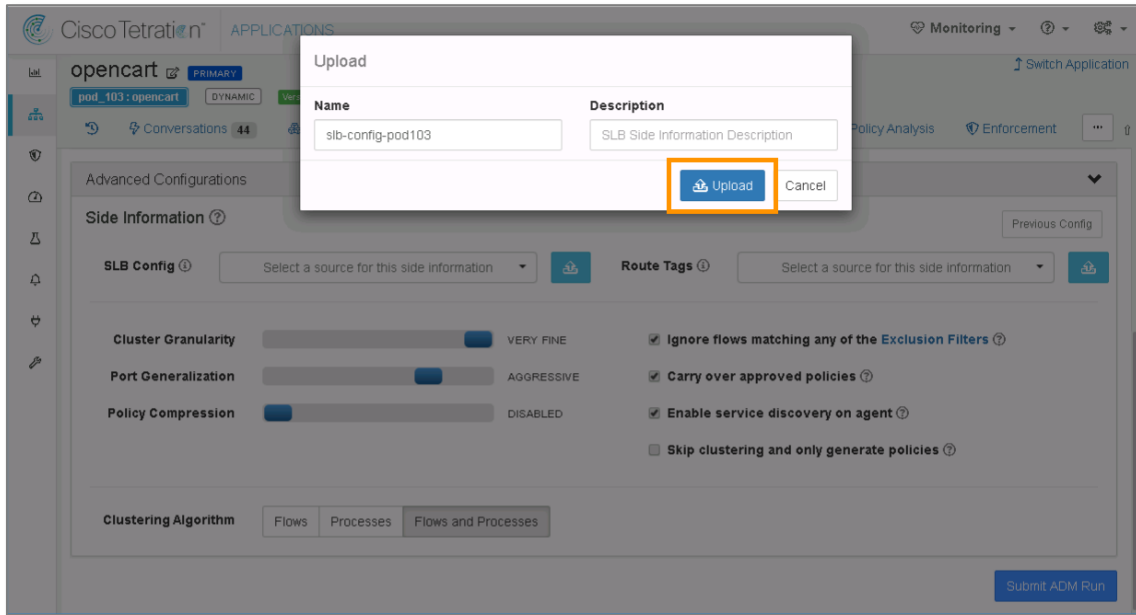 Cisco Tetration™ APPLICATIONS Monitoring
opencart PRIMARY Switch Application
pod_103 : opencart DYNAMIC
Conversations 44 Policy Analysis Enforcement ...
Upload
Name Description
slb-config-pod103 SLB Side Information Description
Upload Cancel
Advanced Configurations
Side Information Previous Config
SLB Config Select a source for this side information Route Tags Select a source for this side information
Cluster Granularity VERY FINE Ignore flows matching any of the Exclusion Filters
Port Generalization AGGRESSIVE Carry over approved policies
Policy Compression DISABLED Enable service discovery on agent
Skip clustering and only generate policies
Clustering Algorithm Flows Processes Flows and Processes
Submit ADM Run